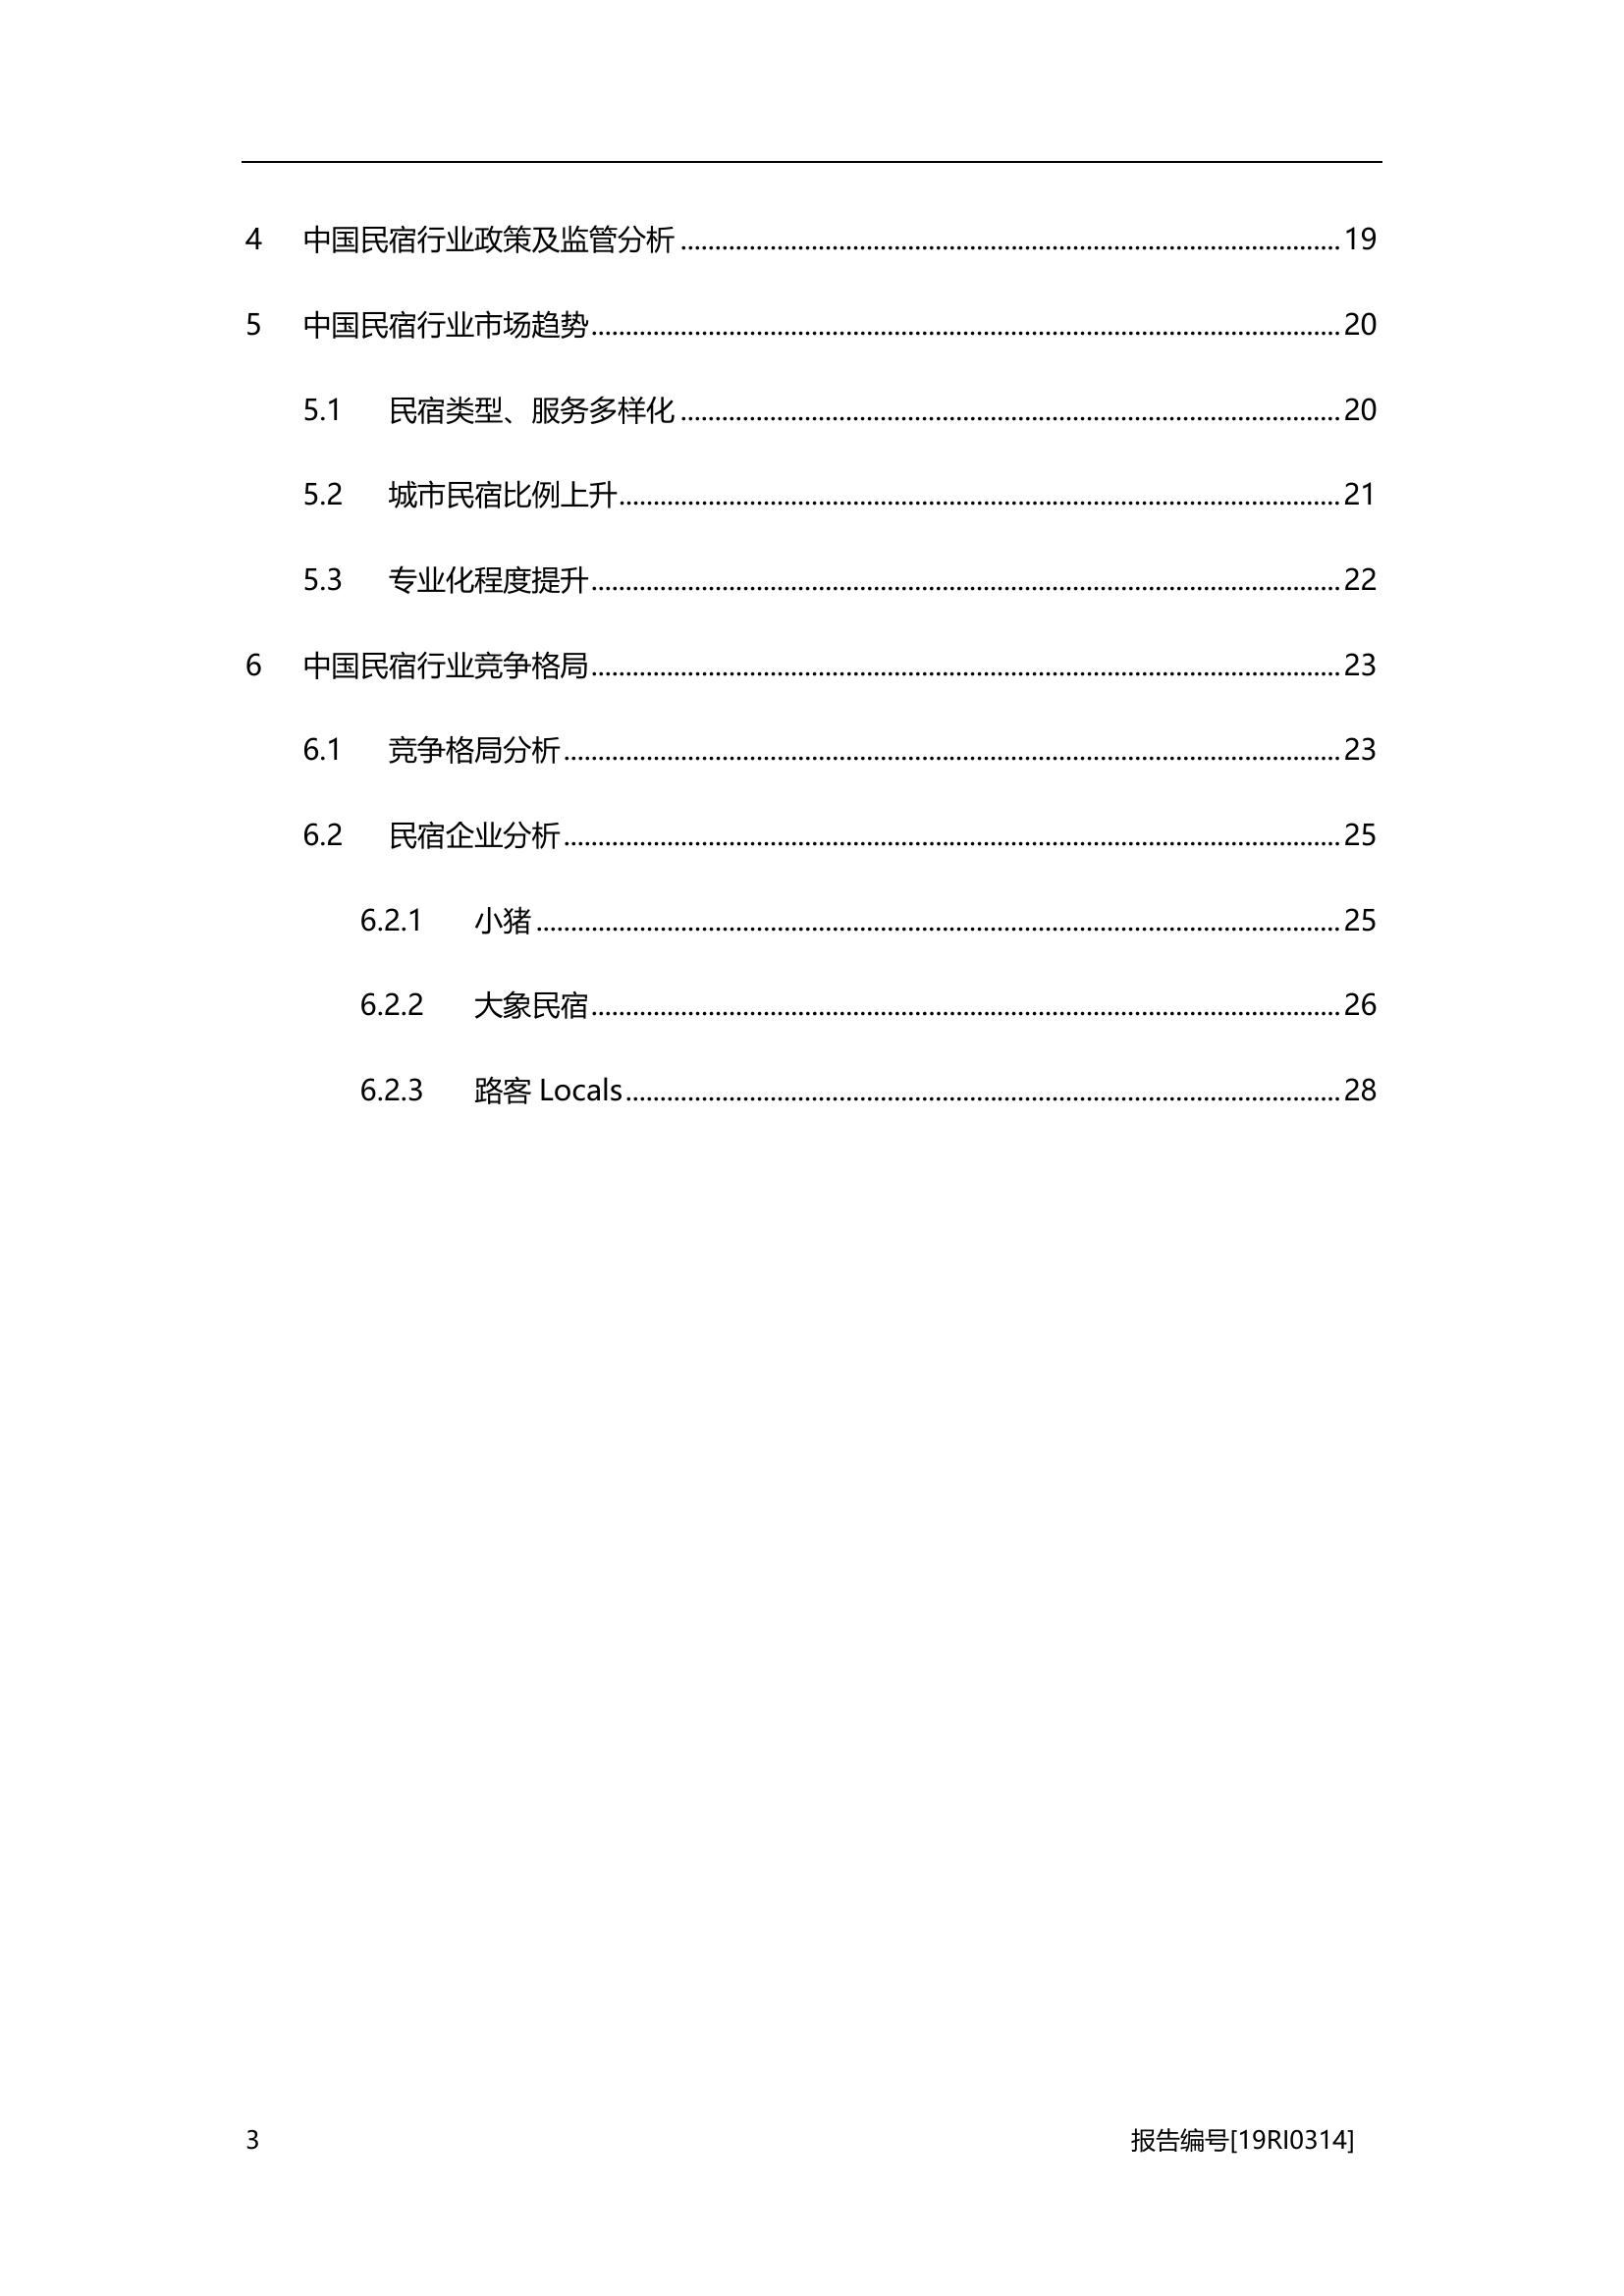 4 中国民宿行业政策及监管分析 ........ 19
5 中国民宿行业市场趋势 ........ 20
5.1 民宿类型、服务多样化 ........ 20
5.2 城市民宿比例上升 ........ 21
5.3 专业化程度提升 ........ 22
6 中国民宿行业竞争格局 ........ 23
6.1 竞争格局分析 ........ 23
6.2 民宿企业分析 ........ 25
6.2.1 小猪 ........ 25
6.2.2 大象民宿 ........ 26
6.2.3 路客 Locals ........ 28
3 报告编号[19RI0314]